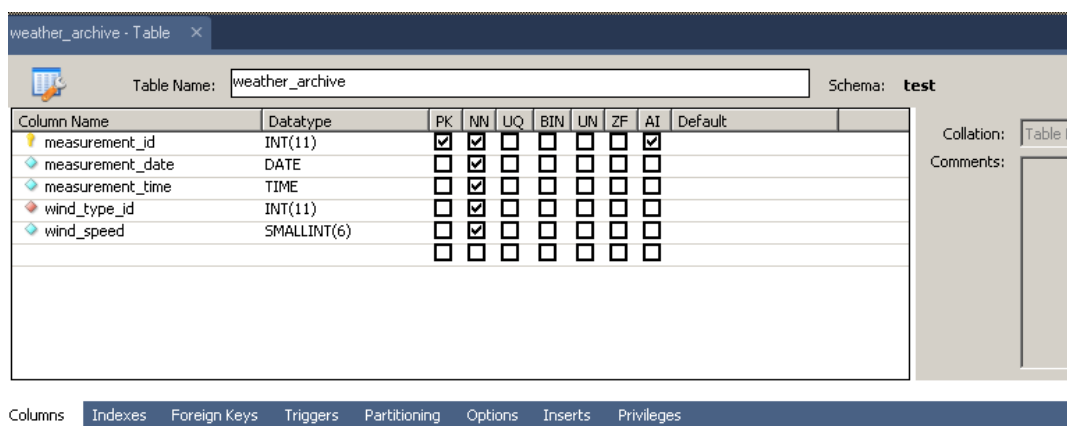 weather_archive - Table ×
Table Name: weather_archive Schema: test
Column Name Datatype PK NN UQ BIN UN ZF AI Default
measurement_id INT(11)
measurement_date DATE
measurement_time TIME
wind_type_id INT(11)
wind_speed SMALLINT(6)
Collation: Table
Comments:
Columns Indexes Foreign Keys Triggers Partitioning Options Inserts Privileges